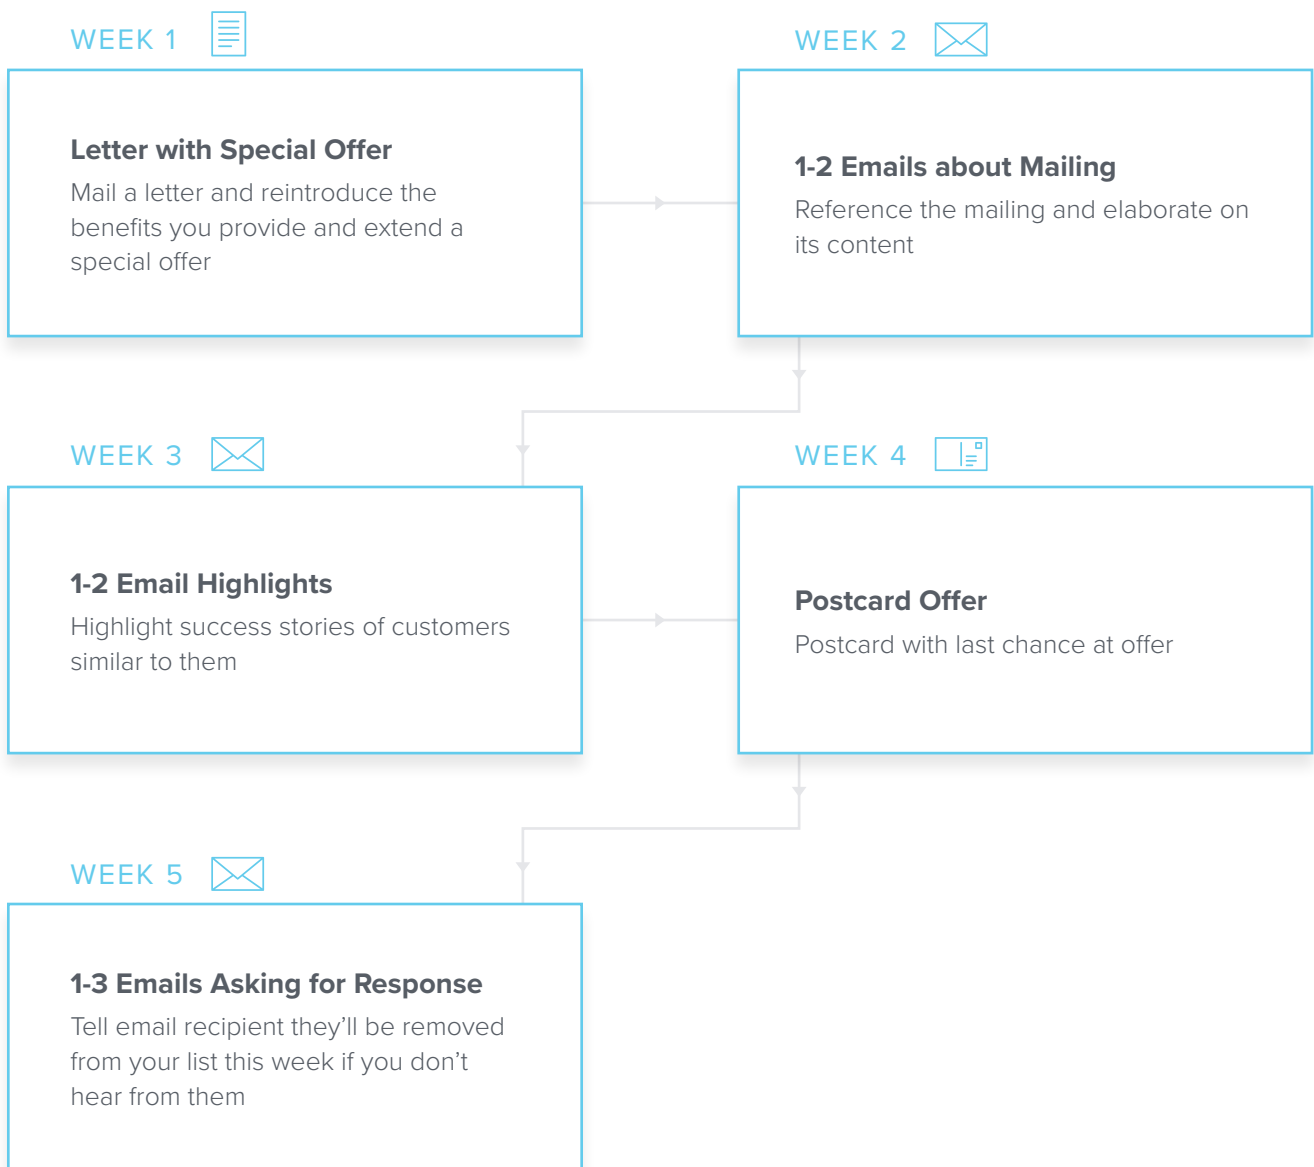 WEEK 1
Letter with Special Offer
Mail a letter and reintroduce the
benefits you provide and extend a
special offer
WEEK 2
1-2 Emails about Mailing
Reference the mailing and elaborate on
its content
WEEK 3
1-2 Email Highlights
Highlight success stories of customers
similar to them
WEEK 4
Postcard Offer
Postcard with last chance at offer
WEEK 5
1-3 Emails Asking for Response
Tell email recipient they’ll be removed
from your list this week if you don’t
hear from them